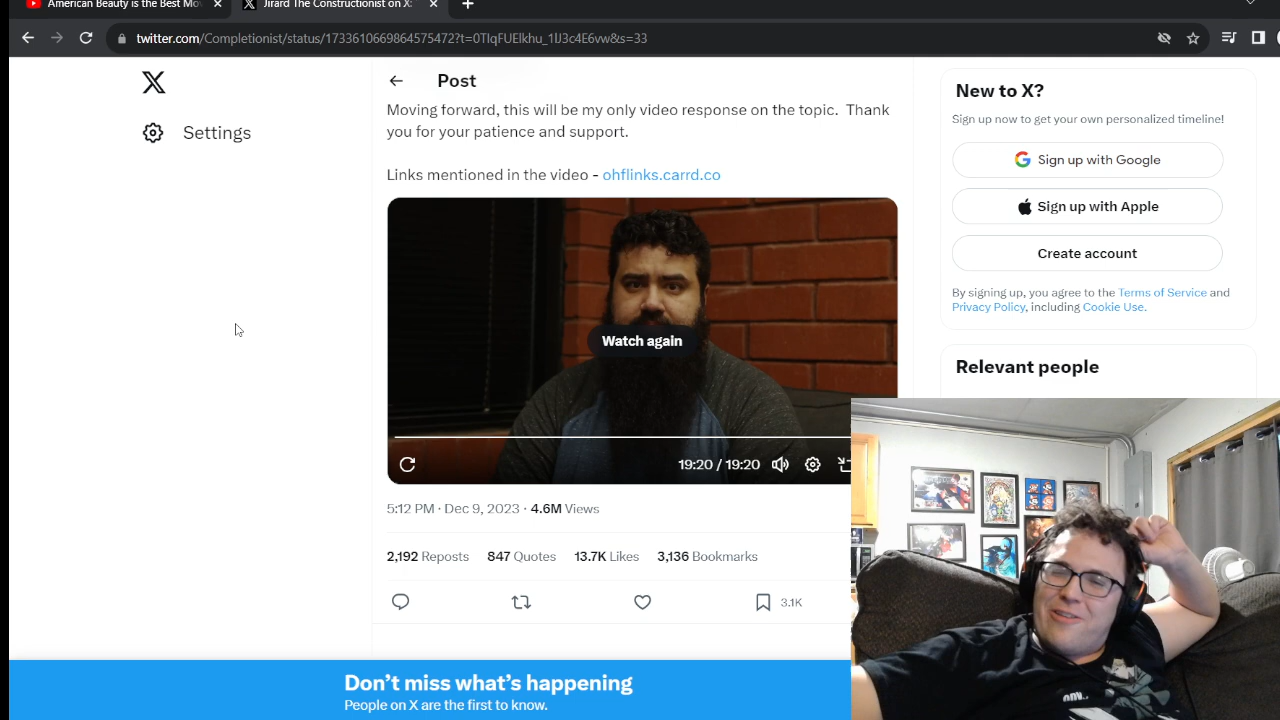 American Beauty is the Best Mo
Jirard The Constructionist on X:
twitter.com/Completionist/status/1733610669864575472?t=0TIqFUElkhu_1IJ3c4E6vw&s=33
Settings
Post
Moving forward, this will be my only video response on the topic. Thank
you for your patience and support.
Links mentioned in the video - ohflinks.carrd.co
Watch again
19:20 / 19:20
5:12 PM · Dec 9, 2023 · 4.6M Views
2,192 Reposts 847 Quotes 13.7K Likes 3,136 Bookmarks
3.1K
New to X?
Sign up now to get your own personalized timeline!
Sign up with Google
Sign up with Apple
Create account
By signing up, you agree to the Terms of Service and
Privacy Policy, including Cookie Use.
Relevant people
Don't miss what's happening
People on X are the first to know.